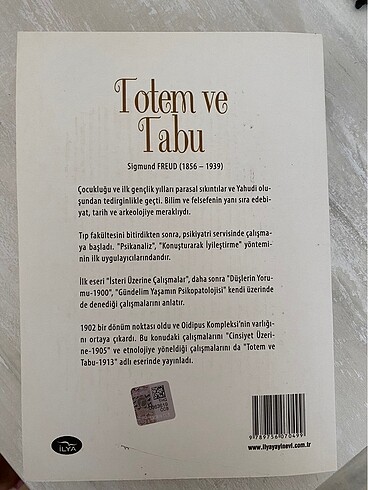 Totem ve
Tabu
Sigmund FREUD (1856 – 1939)
Çocukluğu ve ilk gençlik yılları parasal sıkıntılar ve Yahudi olu-
şundan tedirginlikle geçti. Bilim ve felsefenin yanı sıra edebi-
yat, tarih ve arkeolojiye meraklıydı.
Tıp fakültesini bitirdikten sonra, psikiyatri servisinde çalışma-
ya başladı. "Psikanaliz", "Konuşturarak İyileştirme" yöntemi-
nin ilk uygulayıcılarındandır.
İlk eseri "İsteri Üzerine Çalışmalar", daha sonra "Düşlerin Yoru-
mu-1900", "Gündelim Yaşamın Psikopatolojisi" kendi üzerinde
de denediği çalışmalarını anlatır.
1902 bir dönüm noktası oldu ve Oidipus Kompleksi'nin varlığı-
nı ortaya çıkardı. Bu konudaki çalışmalarını "Cinsiyet Üzeri-
ne-1905" ve etnolojiye yöneldiği çalışmalarını da "Totem ve
Tabu-1913" adlı eserinde yayınladı.
İLYA
9789756070499
www.ilyayayinevi.com.tr